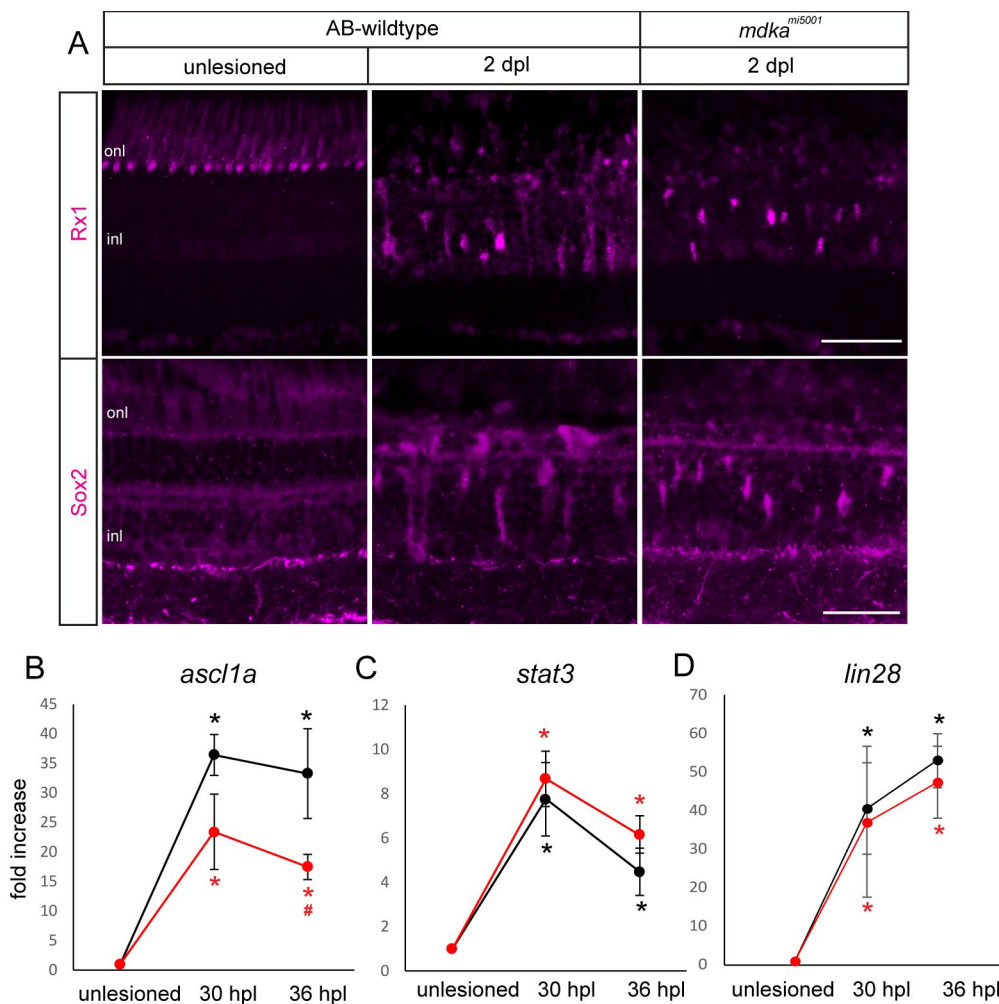 A
AB-wildtype
mdka^mi5001
unlesioned
2 dpl
2 dpl
Rx1
onl
inl
Sox2
onl
inl
B
ascl1a
45
40
35
30
25
20
15
10
5
0
fold increase
*
*
*
*
#
unlesioned
30 hpl
36 hpl
C
stat3
12
10
8
6
4
2
0
*
*
*
*
unlesioned
30 hpl
36 hpl
D
lin28
70
60
50
40
30
20
10
0
*
*
*
*
unlesioned
30 hpl
36 hpl